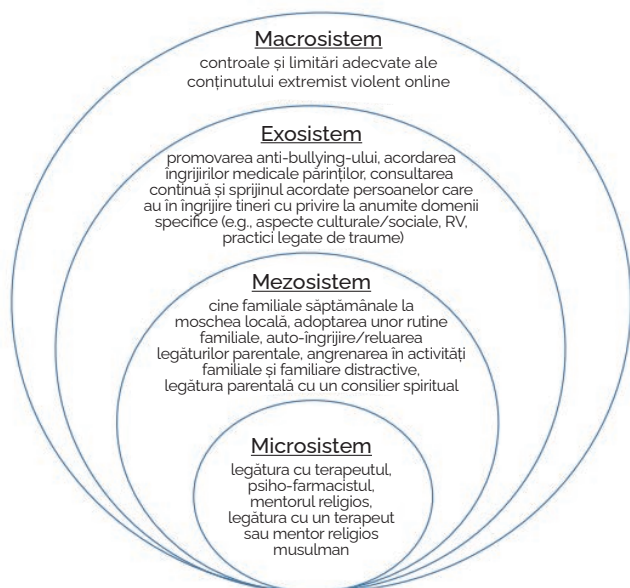 Macrosistem
controale și limitări adecvate ale
conținutului extremist violent online
Exosistem
promovarea anti-bullying-ului, acordarea
îngrijirilor medicale părinților, consultarea
continuă și sprijinul acordate persoanelor care
au în îngrijire tineri cu privire la anumite domenii
specifice (e.g., aspecte culturale/sociale, RV,
practici legate de traume)
Mezosistem
cine familiale săptămânale la
moschea locală, adoptarea unor rutine
familiale, auto-îngrijire/reluarea
legăturilor parentale, angrenarea în activități
familiale și familiare distractive,
legătura parentală cu un consilier spiritual
Microsistem
legătura cu terapeutul,
psiho-farmacistul,
mentorul religios,
legătura cu un terapeut
sau mentor religios
musulman